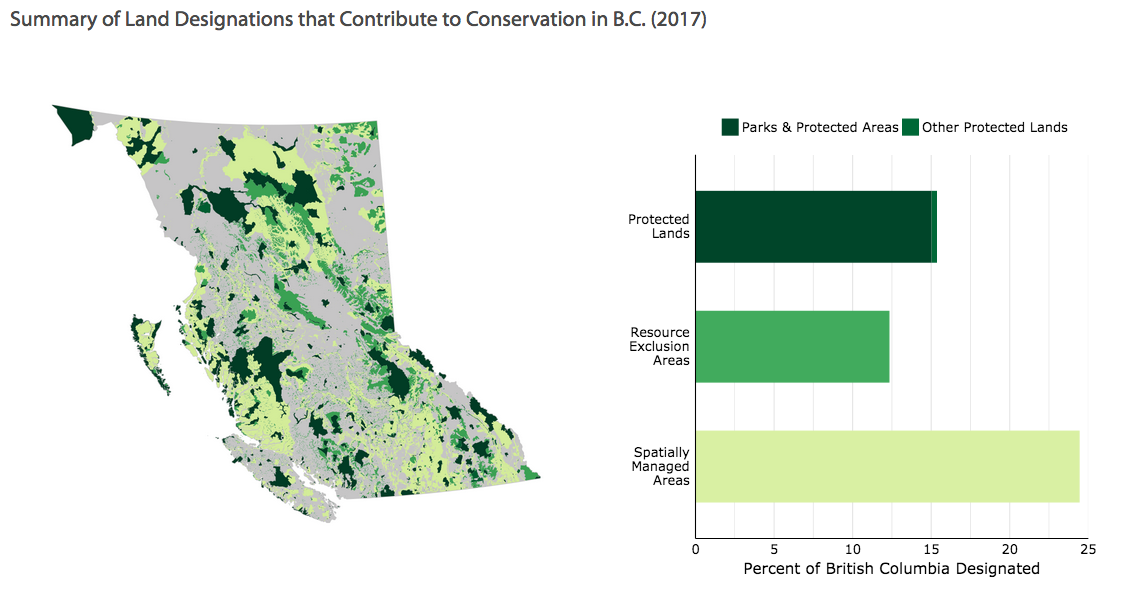 Summary of Land Designations that Contribute to Conservation in B.C. (2017)
Parks & Protected Areas Other Protected Lands
Protected
Lands
Resource
Exclusion
Areas
Spatially
Managed
Areas
0 5 10 15 20 25
Percent of British Columbia Designated